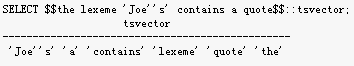 SELECT $$the lexeme 'Joe''s' contains a quote$$::tsvector;
tsvector
------------------------------------------------
'Joe''s' 'a' 'contains' 'lexeme' 'quote' 'the'